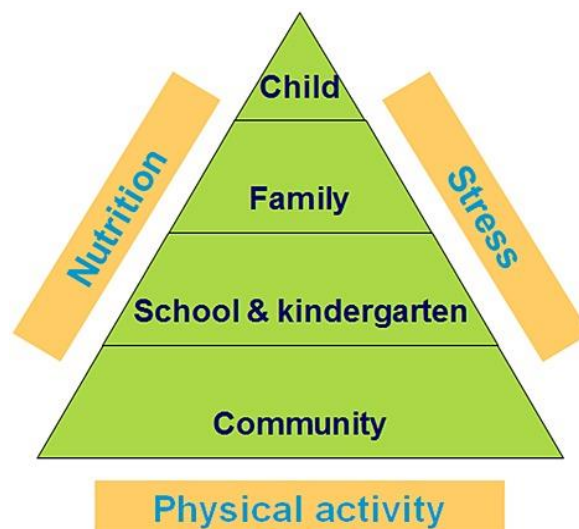 Child
Nutrition
Stress
Family
School & kindergarten
Community
Physical activity